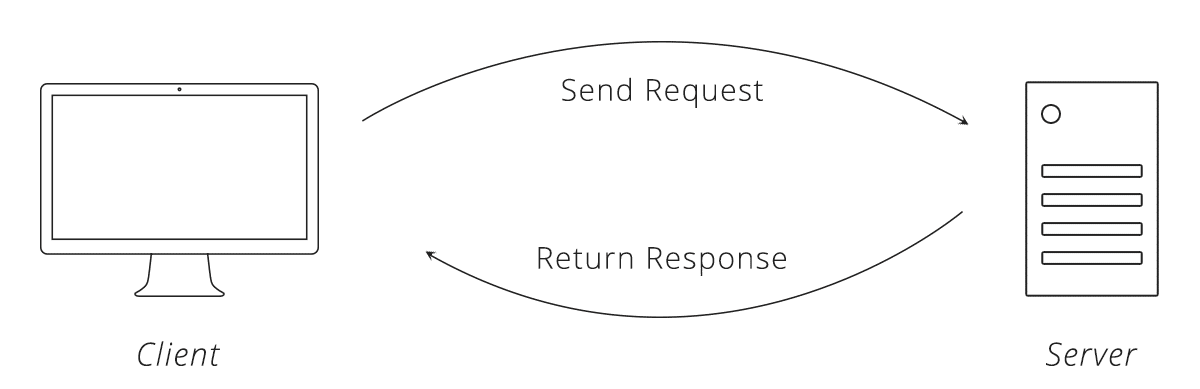 Send Request
Return Response
Client
Server